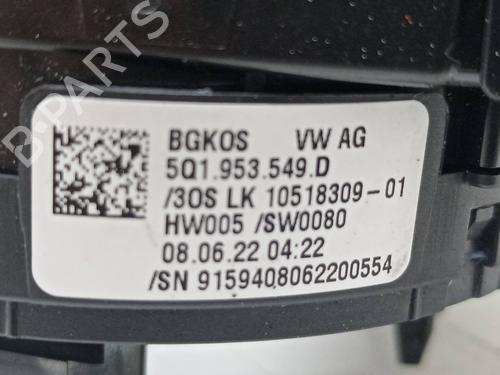 BGKOS VW AG
5Q1.953.549.D
/3OS LK 10518309-01
HW005 /SW0080
08.06.22 04:22
/SN 9159408062200554
B-PARTS